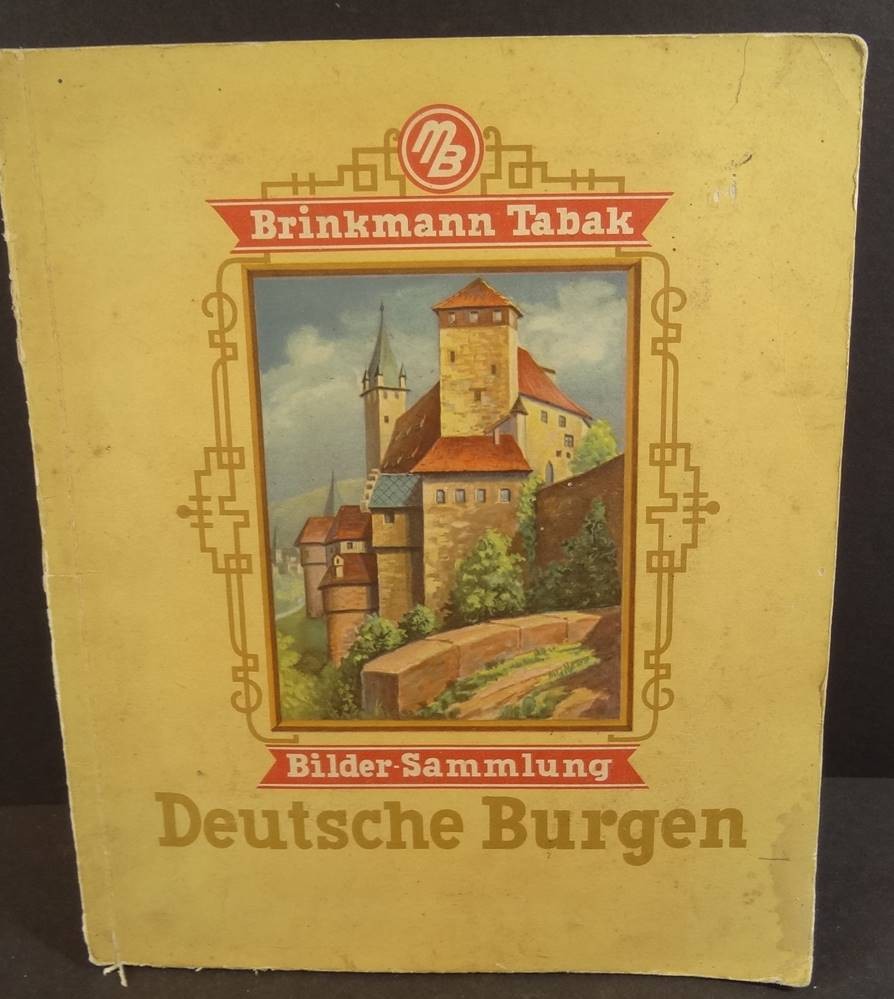 MB
Brinkmann Tabak
Bilder-Sammlung
Deutsche Burgen